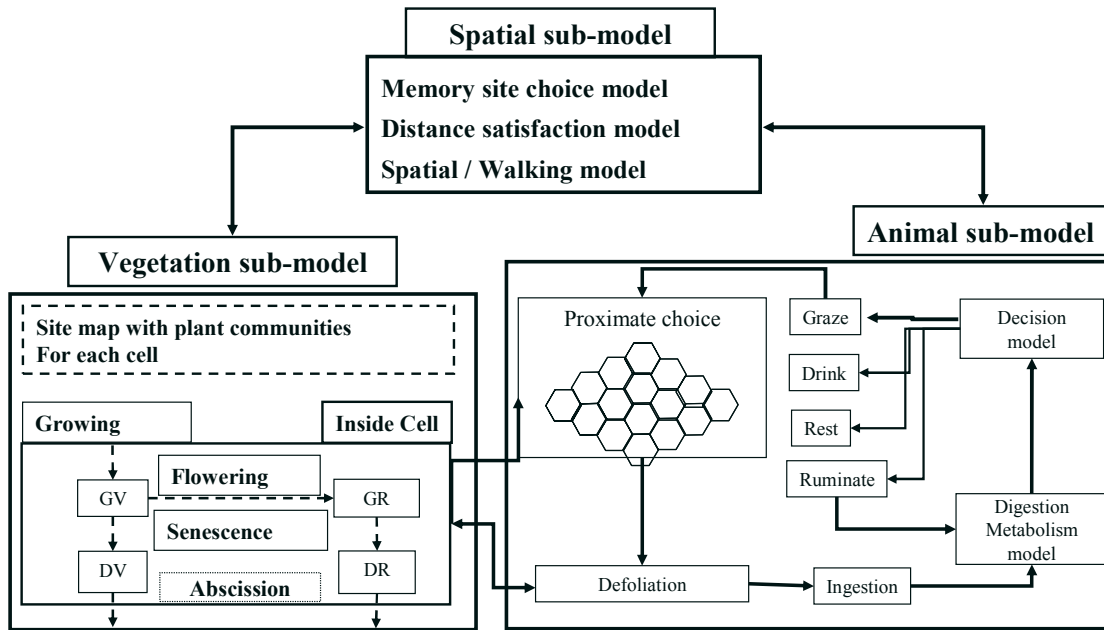 Spatial sub-model
Memory site choice model
Distance satisfaction model
Spatial / Walking model
Vegetation sub-model
Site map with plant communities
For each cell
Growing
Inside Cell
Flowering
GV
GR
Senescence
DV
DR
Abscission
Animal sub-model
Proximate choice
Graze
Decision
model
Drink
Rest
Ruminate
Digestion
Metabolism
model
Defoliation
Ingestion